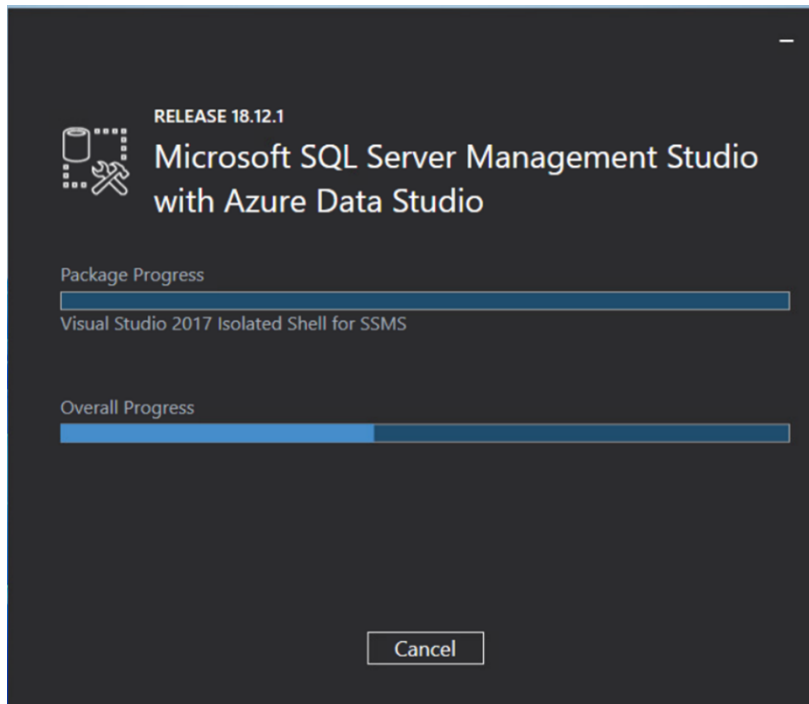 RELEASE 18.12.1
Microsoft SQL Server Management Studio
with Azure Data Studio
Package Progress
Visual Studio 2017 Isolated Shell for SSMS
Overall Progress
Cancel